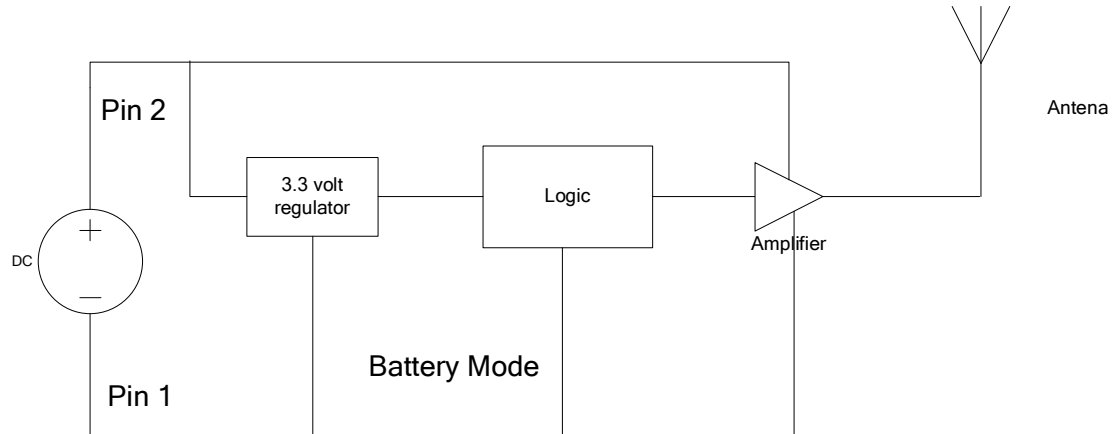 Pin 2
Antena
3.3 volt
regulator
Logic
Amplifier
DC
+
Battery Mode
Pin 1